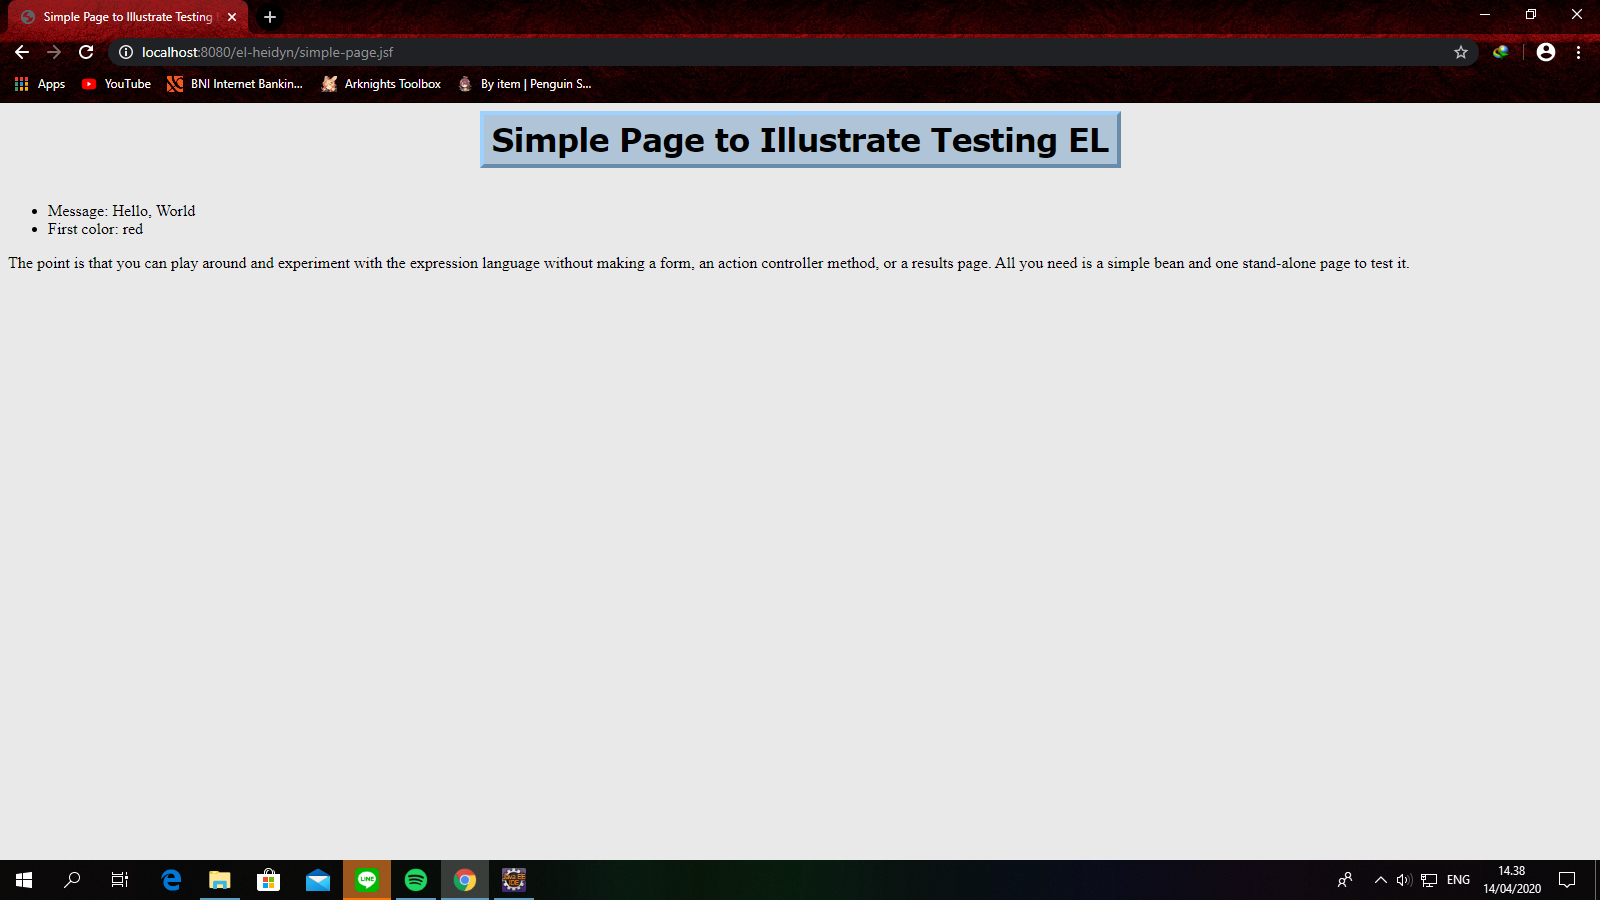 Simple Page to Illustrate Testing
localhost:8080/el-heidyn/simple-page.jsf
Apps YouTube BNI Internet Bankin... Arknights Toolbox By item | Penguin S...
Simple Page to Illustrate Testing EL
Message: Hello, World
First color: red
The point is that you can play around and experiment with the expression language without making a form, an action controller method, or a results page. All you need is a simple bean and one stand-alone page to test it.
LINE
ENG
14.38
14/04/2020